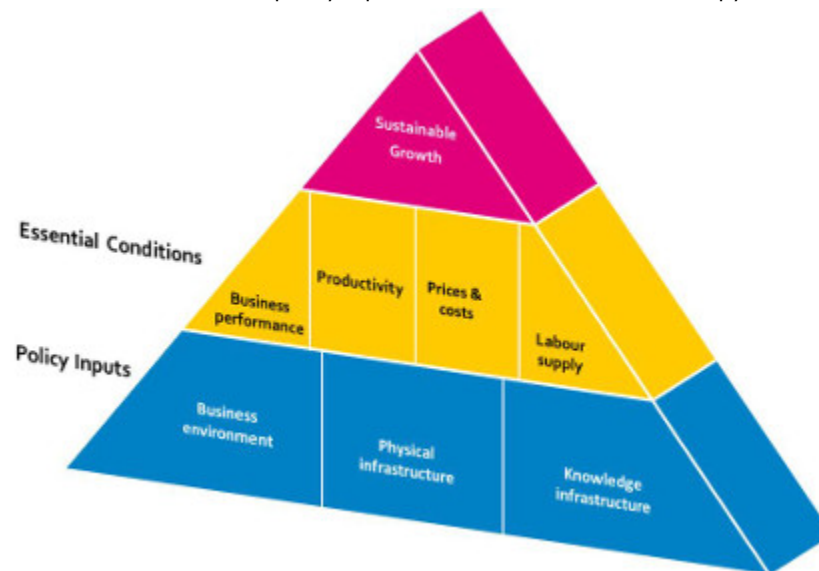 Sustainable
Growth
Essential Conditions
Business
performance
Productivity
Prices &
costs
Labour
supply
Policy Inputs
Business
environment
Physical
infrastructure
Knowledge
infrastructure